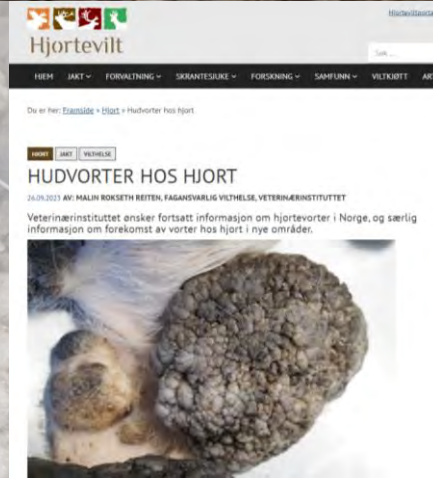 Hjortevilt
Søk ...
HJEM JAKT FORVALTNING SKRANTESJUKE FORSKNING SAMFUNN VILTKJØTT
Du er her: Framside » Hjort » Hudvorter hos hjort
HJORT JAKT VILTHELSE
HUDVORTER HOS HJORT
26.09.2023 AV: MALIN ROKSETH REITEN, FAGANSVARLIG VILTHELSE, VETERINÆRINSTITUTTET
Veterinærinstituttet ønsker fortsatt informasjon om hjortevorter i Norge, og særlig
informasjon om forekomst av vorter hos hjort i nye områder.